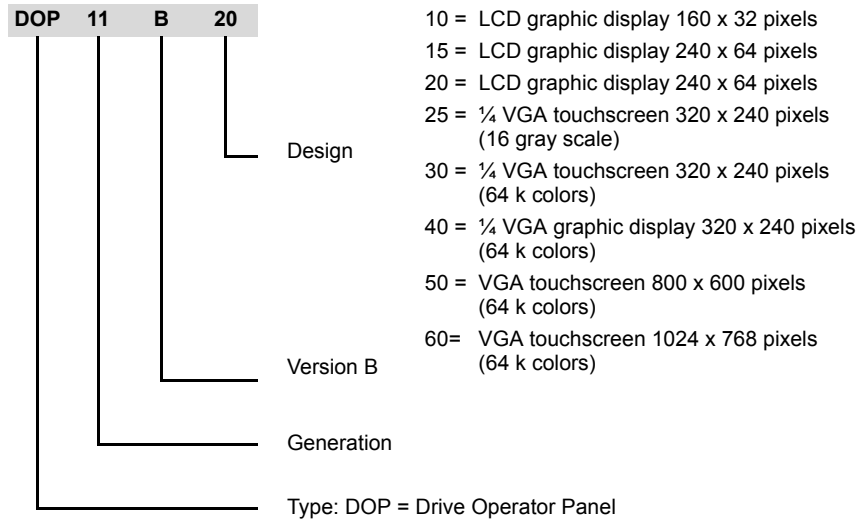 DOP 11 B 20
10 = LCD graphic display 160 x 32 pixels
15 = LCD graphic display 240 x 64 pixels
20 = LCD graphic display 240 x 64 pixels
25 = ¼ VGA touchscreen 320 x 240 pixels
(16 gray scale)
30 = ¼ VGA touchscreen 320 x 240 pixels
(64 k colors)
40 = ¼ VGA graphic display 320 x 240 pixels
(64 k colors)
50 = VGA touchscreen 800 x 600 pixels
(64 k colors)
60= VGA touchscreen 1024 x 768 pixels
(64 k colors)
Design
Version B
Generation
Type: DOP = Drive Operator Panel